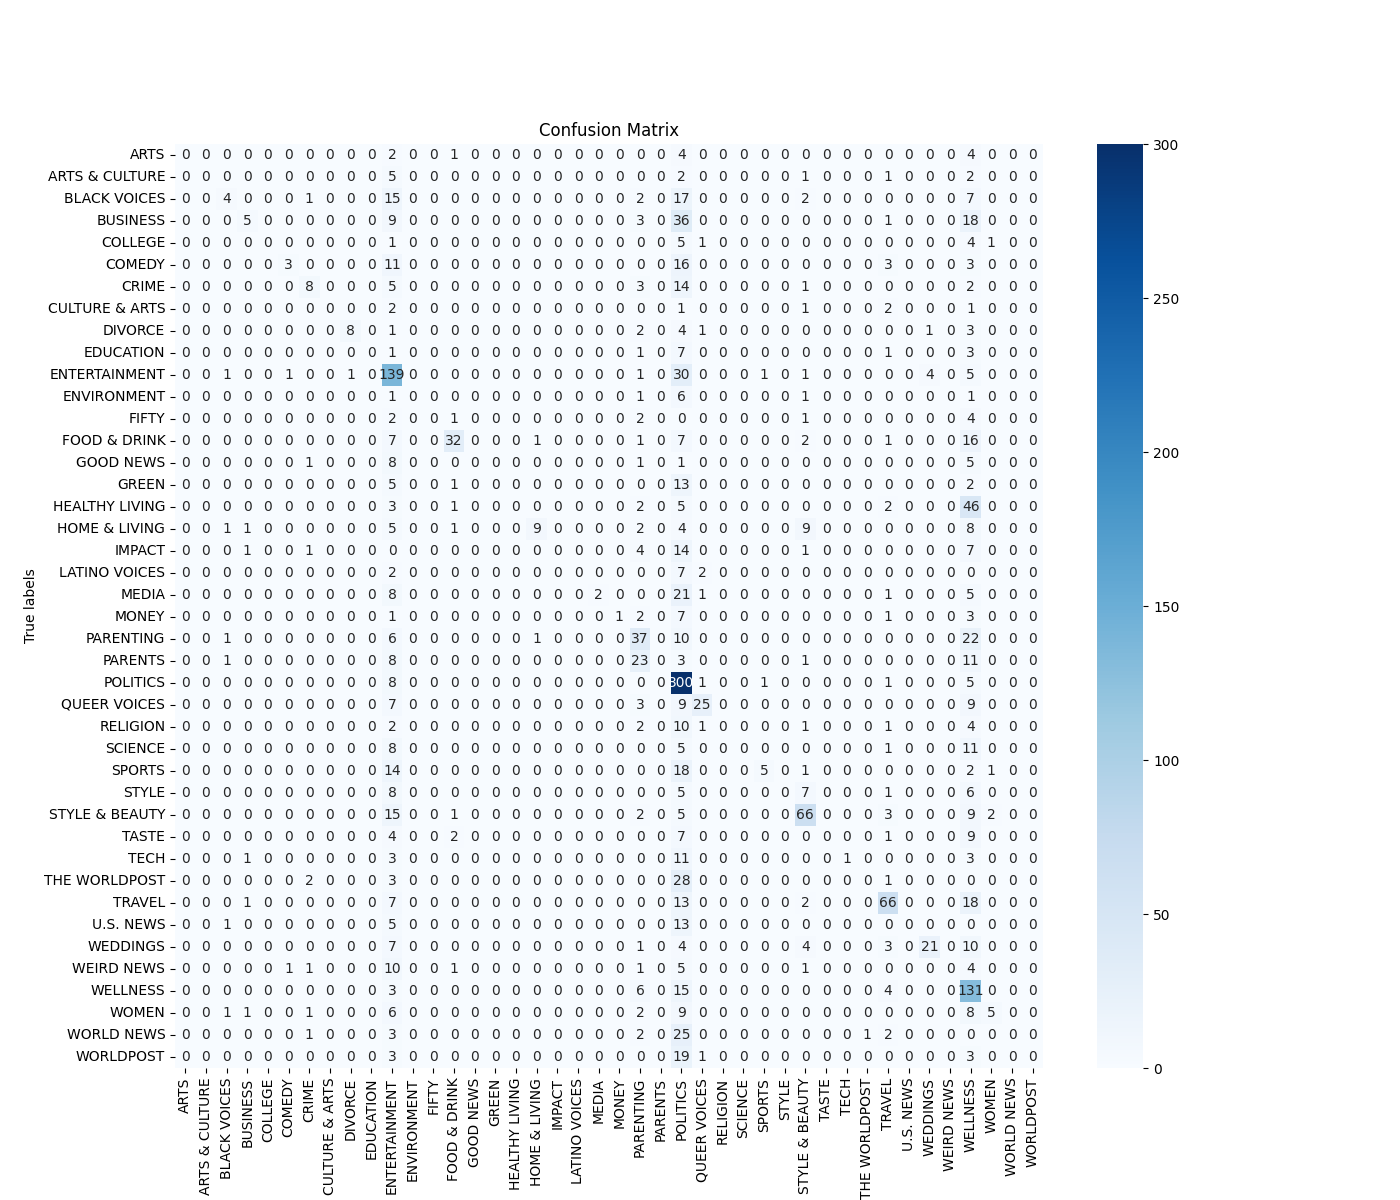 Confusion Matrix
ARTS 0 0 0 0 0 0 0 0 0 0 2 0 0 1 0 0 0 0 0 0 0 0 0 0 4 0 0 0 0 0 0 0 0 0 0 0 0 0 4 0 0 0
300
ARTS & CULTURE 0 0 0 0 0 0 0 0 0 0 5 0 0 0 0 0 0 0 0 0 0 0 0 0 2 0 0 0 0 0 1 0 0 0 1 0 0 0 2 0 0 0
BLACK VOICES 0 0 4 0 0 0 1 0 0 0 15 0 0 0 0 0 0 0 0 0 0 0 2 0 17 0 0 0 0 0 2 0 0 0 0 0 0 0 7 0 0 0
BUSINESS 0 0 0 5 0 0 0 0 0 0 9 0 0 0 0 0 0 0 0 0 0 0 3 0 36 0 0 0 0 0 0 0 0 0 1 0 0 0 18 0 0 0
COLLEGE 0 0 0 0 0 0 0 0 0 0 1 0 0 0 0 0 0 0 0 0 0 0 0 0 5 1 0 0 0 0 0 0 0 0 0 0 0 0 4 1 0 0
COMEDY 0 0 0 0 0 3 0 0 0 0 11 0 0 0 0 0 0 0 0 0 0 0 0 0 16 0 0 0 0 0 0 0 0 0 3 0 0 0 3 0 0 0
CRIME 0 0 0 0 0 0 8 0 0 0 5 0 0 0 0 0 0 0 0 0 0 0 3 0 14 0 0 0 0 0 1 0 0 0 0 0 0 0 2 0 0 0
250
CULTURE & ARTS 0 0 0 0 0 0 0 0 0 0 2 0 0 0 0 0 0 0 0 0 0 0 0 0 1 0 0 0 0 0 1 0 0 0 2 0 0 0 1 0 0 0
DIVORCE 0 0 0 0 0 0 0 0 8 0 1 0 0 0 0 0 0 0 0 0 0 0 2 0 4 1 0 0 0 0 0 0 0 0 0 0 1 0 3 0 0 0
EDUCATION 0 0 0 0 0 0 0 0 0 0 1 0 0 0 0 0 0 0 0 0 0 0 1 0 7 0 0 0 0 0 0 0 0 0 1 0 0 0 3 0 0 0
ENTERTAINMENT 0 0 1 0 0 1 0 0 1 0 139 0 0 0 0 0 0 0 0 0 0 0 1 0 30 0 0 0 1 0 1 0 0 0 0 0 4 0 5 0 0 0
ENVIRONMENT 0 0 0 0 0 0 0 0 0 0 1 0 0 0 0 0 0 0 0 0 0 0 1 0 6 0 0 0 0 0 1 0 0 0 0 0 0 0 1 0 0 0
FIFTY 0 0 0 0 0 0 0 0 0 0 2 0 0 1 0 0 0 0 0 0 0 0 2 0 0 0 0 0 0 0 1 0 0 0 0 0 0 0 4 0 0 0
FOOD & DRINK 0 0 0 0 0 0 0 0 0 0 7 0 0 32 0 0 0 1 0 0 0 0 1 0 7 0 0 0 0 0 2 0 0 0 1 0 0 0 16 0 0 0
200
GOOD NEWS 0 0 0 0 0 0 1 0 0 0 8 0 0 0 0 0 0 0 0 0 0 0 1 0 1 0 0 0 0 0 0 0 0 0 0 0 0 0 5 0 0 0
GREEN 0 0 0 0 0 0 0 0 0 0 5 0 0 1 0 0 0 0 0 0 0 0 0 0 13 0 0 0 0 0 0 0 0 0 0 0 0 0 2 0 0 0
HEALTHY LIVING 0 0 0 0 0 0 0 0 0 0 3 0 0 1 0 0 0 0 0 0 0 0 2 0 5 0 0 0 0 0 0 0 0 0 2 0 0 0 46 0 0 0
HOME & LIVING 0 0 1 1 0 0 0 0 0 0 5 0 0 1 0 0 0 9 0 0 0 0 2 0 4 0 0 0 0 0 9 0 0 0 0 0 0 0 8 0 0 0
IMPACT 0 0 0 1 0 0 1 0 0 0 0 0 0 0 0 0 0 0 0 0 0 0 4 0 14 0 0 0 0 0 1 0 0 0 0 0 0 0 7 0 0 0
LATINO VOICES 0 0 0 0 0 0 0 0 0 0 2 0 0 0 0 0 0 0 0 0 0 0 0 0 7 2 0 0 0 0 0 0 0 0 0 0 0 0 0 0 0 0
MEDIA 0 0 0 0 0 0 0 0 0 0 8 0 0 0 0 0 0 0 0 0 2 0 0 0 21 1 0 0 0 0 0 0 0 0 1 0 0 0 5 0 0 0
150
True labels
MONEY 0 0 0 0 0 0 0 0 0 0 1 0 0 0 0 0 0 0 0 0 0 1 2 0 7 0 0 0 0 0 0 0 0 0 1 0 0 0 3 0 0 0
PARENTING 0 0 1 0 0 0 0 0 0 0 6 0 0 0 0 0 0 1 0 0 0 0 37 0 10 0 0 0 0 0 0 0 0 0 0 0 0 0 22 0 0 0
PARENTS 0 0 1 0 0 0 0 0 0 0 8 0 0 0 0 0 0 0 0 0 0 0 23 0 3 0 0 0 0 0 1 0 0 0 0 0 0 0 11 0 0 0
POLITICS 0 0 0 0 0 0 0 0 0 0 8 0 0 0 0 0 0 0 0 0 0 0 0 0 300 1 0 0 1 0 0 0 0 0 1 0 0 0 5 0 0 0
QUEER VOICES 0 0 0 0 0 0 0 0 0 0 7 0 0 0 0 0 0 0 0 0 0 0 3 0 9 25 0 0 0 0 0 0 0 0 0 0 0 0 9 0 0 0
RELIGION 0 0 0 0 0 0 0 0 0 0 2 0 0 0 0 0 0 0 0 0 0 0 2 0 10 1 0 0 0 0 1 0 0 0 1 0 0 0 4 0 0 0
SCIENCE 0 0 0 0 0 0 0 0 0 0 8 0 0 0 0 0 0 0 0 0 0 0 0 0 5 0 0 0 0 0 0 0 0 0 1 0 0 0 11 0 0 0
100
SPORTS 0 0 0 0 0 0 0 0 0 0 14 0 0 0 0 0 0 0 0 0 0 0 0 0 18 0 0 0 5 0 1 0 0 0 0 0 0 0 2 1 0 0
STYLE 0 0 0 0 0 0 0 0 0 0 8 0 0 0 0 0 0 0 0 0 0 0 0 0 5 0 0 0 0 0 7 0 0 0 1 0 0 0 6 0 0 0
STYLE & BEAUTY 0 0 0 0 0 0 0 0 0 0 15 0 0 1 0 0 0 0 0 0 0 0 2 0 5 0 0 0 0 0 66 0 0 0 3 0 0 0 9 2 0 0
TASTE 0 0 0 0 0 0 0 0 0 0 4 0 0 2 0 0 0 0 0 0 0 0 0 0 7 0 0 0 0 0 0 0 0 0 1 0 0 0 9 0 0 0
TECH 0 0 0 1 0 0 0 0 0 0 3 0 0 0 0 0 0 0 0 0 0 0 0 0 11 0 0 0 0 0 0 0 1 0 0 0 0 0 3 0 0 0
THE WORLDPOST 0 0 0 0 0 0 2 0 0 0 3 0 0 0 0 0 0 0 0 0 0 0 0 0 28 0 0 0 0 0 0 0 0 0 1 0 0 0 0 0 0 0
TRAVEL 0 0 0 1 0 0 0 0 0 0 7 0 0 0 0 0 0 0 0 0 0 0 0 0 13 0 0 0 0 0 2 0 0 0 66 0 0 0 18 0 0 0
50
U.S. NEWS 0 0 1 0 0 0 0 0 0 0 5 0 0 0 0 0 0 0 0 0 0 0 0 0 13 0 0 0 0 0 0 0 0 0 0 0 0 0 0 0 0 0
WEDDINGS 0 0 0 0 0 0 0 0 0 0 7 0 0 0 0 0 0 0 0 0 0 0 1 0 4 0 0 0 0 0 4 0 0 0 3 0 21 0 10 0 0 0
WEIRD NEWS 0 0 0 0 0 1 1 0 0 0 10 0 0 1 0 0 0 0 0 0 0 0 1 0 5 0 0 0 0 0 1 0 0 0 0 0 0 0 4 0 0 0
WELLNESS 0 0 0 0 0 0 0 0 0 0 3 0 0 0 0 0 0 0 0 0 0 0 6 0 15 0 0 0 0 0 0 0 0 0 4 0 0 0 131 0 0 0
WOMEN 0 0 1 1 0 0 1 0 0 0 6 0 0 0 0 0 0 0 0 0 0 0 2 0 9 0 0 0 0 0 0 0 0 0 0 0 0 0 8 5 0 0
WORLD NEWS 0 0 0 0 0 0 1 0 0 0 3 0 0 0 0 0 0 0 0 0 0 0 2 0 25 0 0 0 0 0 0 0 0 1 2 0 0 0 0 0 0 0
WORLDPOST 0 0 0 0 0 0 0 0 0 0 3 0 0 0 0 0 0 0 0 0 0 0 0 0 19 1 0 0 0 0 0 0 0 0 0 0 0 0 3 0 0 0
0
ARTS
ARTS & CULTURE
BLACK VOICES
BUSINESS
COLLEGE
COMEDY
CRIME
CULTURE & ARTS
DIVORCE
EDUCATION
ENTERTAINMENT
ENVIRONMENT
FIFTY
FOOD & DRINK
GOOD NEWS
GREEN
HEALTHY LIVING
HOME & LIVING
IMPACT
LATINO VOICES
MEDIA
MONEY
PARENTING
PARENTS
POLITICS
QUEER VOICES
RELIGION
SCIENCE
SPORTS
STYLE
STYLE & BEAUTY
TASTE
TECH
THE WORLDPOST
TRAVEL
U.S. NEWS
WEDDINGS
WEIRD NEWS
WELLNESS
WOMEN
WORLD NEWS
WORLDPOST